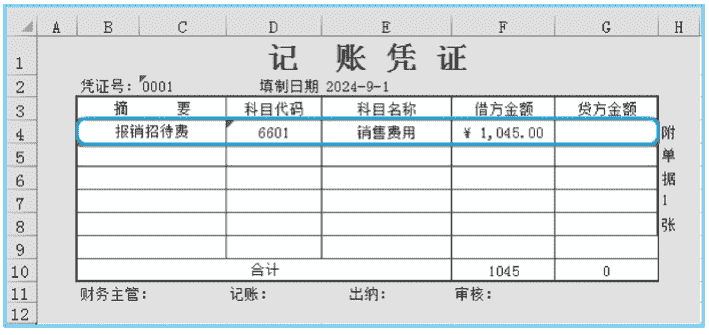 A B C D E F G H
1 记 账 凭 证
2 凭证号: 0001 填制日期 2024-9-1
3 摘 要 科目代码 科目名称 借方金额 贷方金额
4 报销招待费 6601 销售费用 ¥ 1,045.00 附
5 单
6 据
7 1
8 张
9
10 合计 1045 0
11 财务主管: 记账: 出纳: 审核:
12